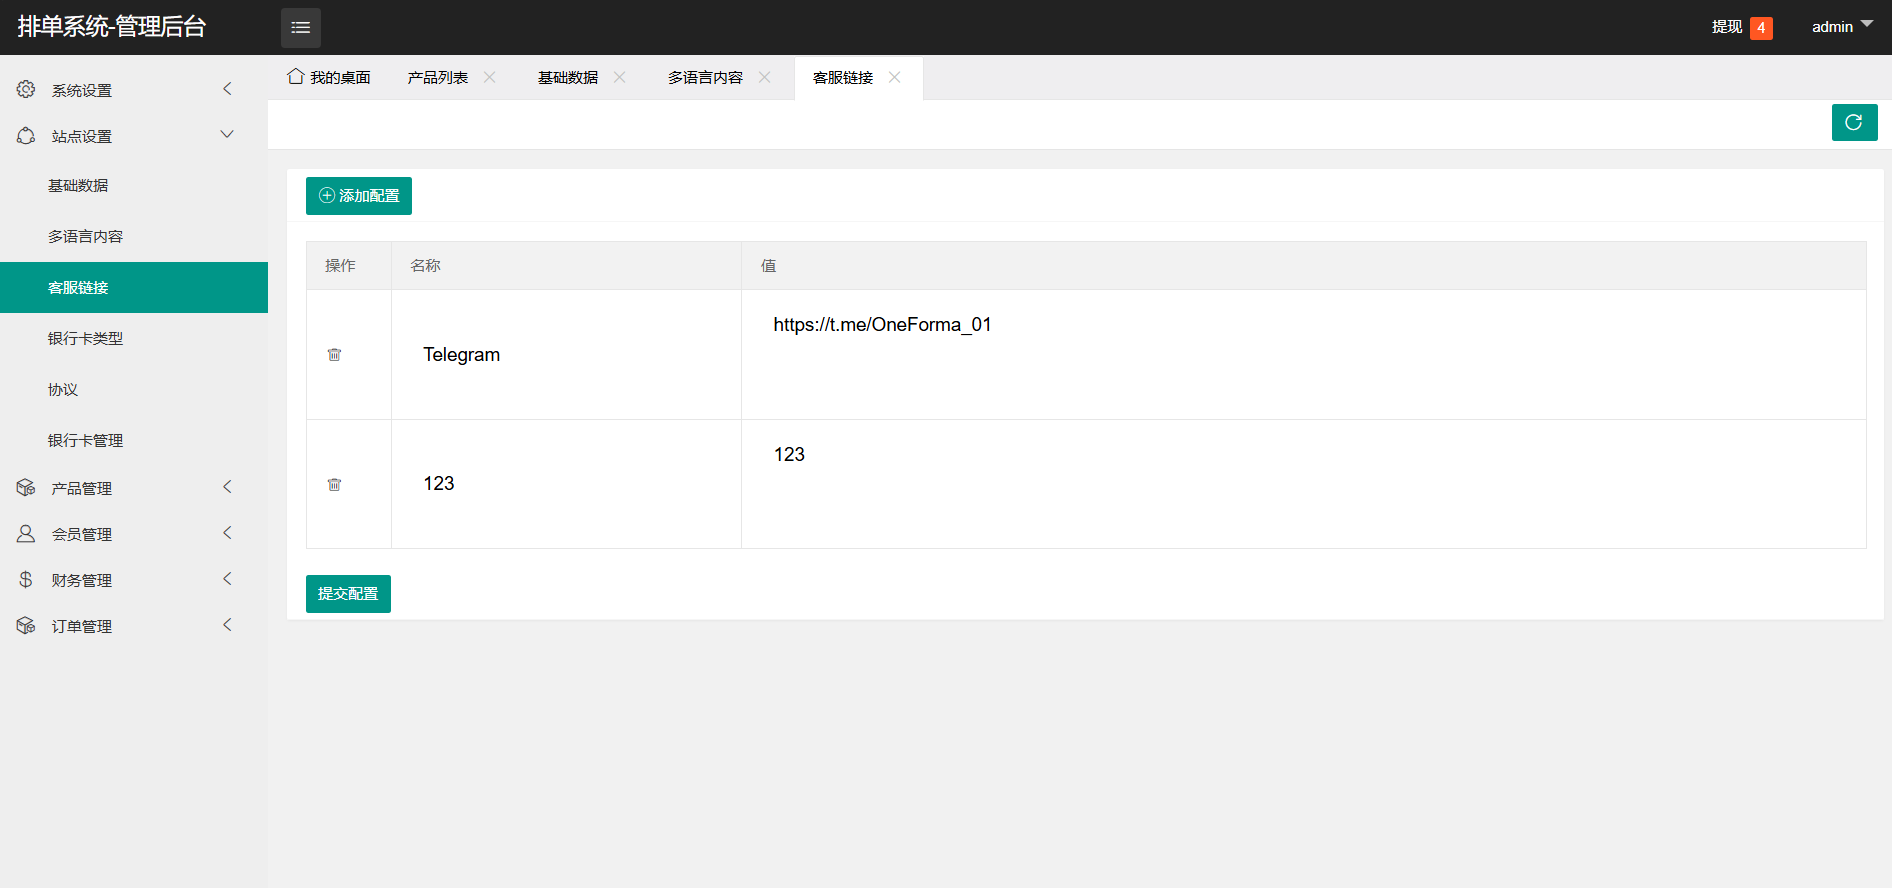 排单系统-管理后台
提现 4
admin
我的桌面
产品列表
基础数据
多语言内容
客服链接
系统设置
站点设置
基础数据
多语言内容
客服链接
银行卡类型
协议
银行卡管理
产品管理
会员管理
财务管理
订单管理
添加配置
操作 名称 值
Telegram https://t.me/OneForma_01
123 123
提交配置